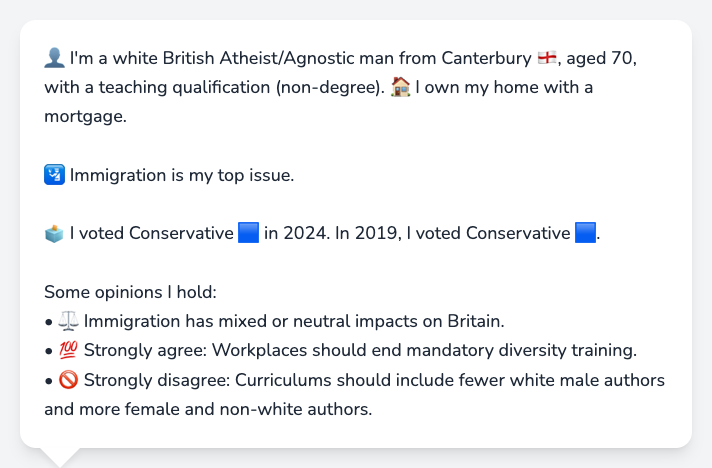 👤 I'm a white British Atheist/Agnostic man from Canterbury 🏴󠁧󠁢󠁥󠁮󠁧󠁿, aged 70,
with a teaching qualification (non-degree). 🏠 I own my home with a
mortgage.
🛂 Immigration is my top issue.
🗳️ I voted Conservative 🟦 in 2024. In 2019, I voted Conservative 🟦.
Some opinions I hold:
• ⚖️ Immigration has mixed or neutral impacts on Britain.
• 💯 Strongly agree: Workplaces should end mandatory diversity training.
• 🚫 Strongly disagree: Curriculums should include fewer white male authors
and more female and non-white authors.